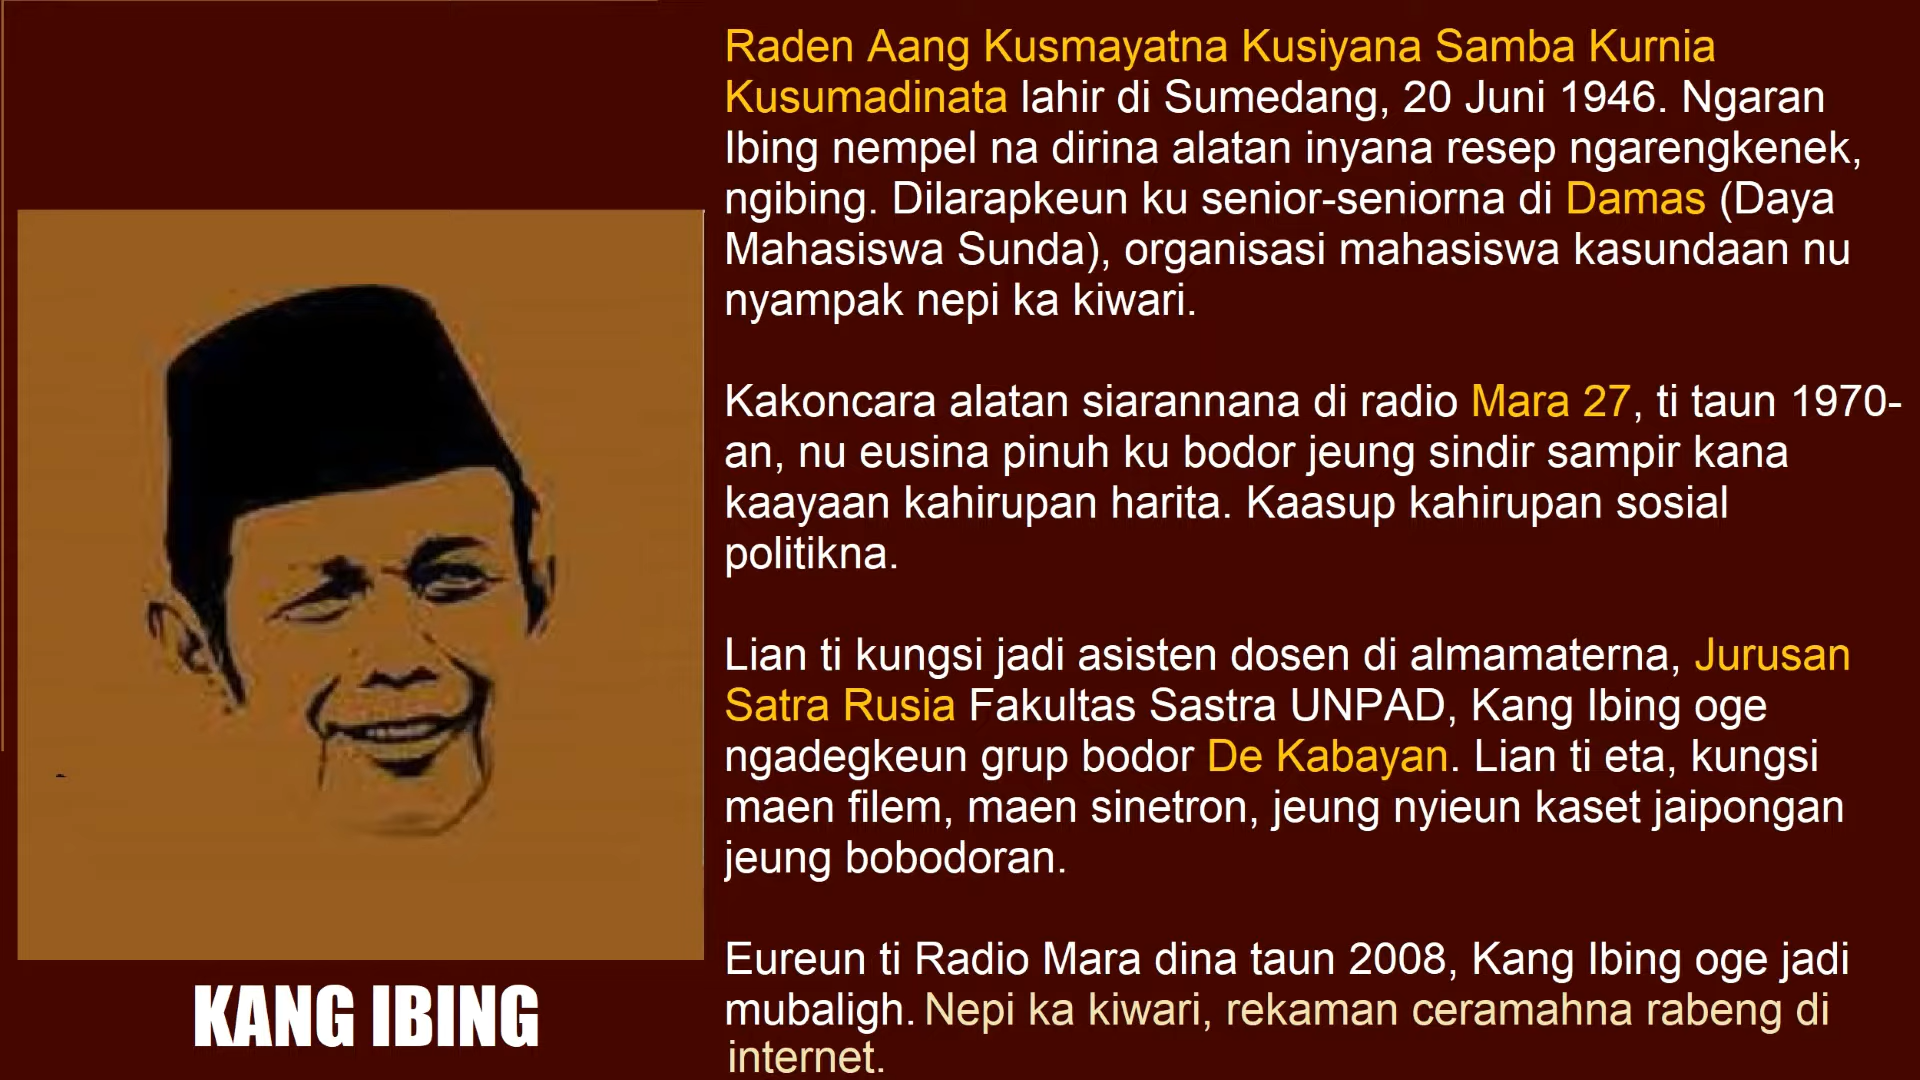 Raden Aang Kusmayatna Kusiyana Samba Kurnia
Kusumadinata lahir di Sumedang, 20 Juni 1946. Ngaran
Ibing nempel na dirina alatan inyana resep ngarengkenek,
ngibing. Dilarapkeun ku senior-seniorna di Damas (Daya
Mahasiswa Sunda), organisasi mahasiswa kasundaan nu
nyampak nepi ka kiwari.
Kakoncara alatan siarannana di radio Mara 27, ti taun 1970-
an, nu eusina pinuh ku bodor jeung sindir sampir kana
kaayaan kahirupan harita. Kaasup kahirupan sosial
politikna.
Lian ti kungsi jadi asisten dosen di almamaterna, Jurusan
Satra Rusia Fakultas Sastra UNPAD, Kang Ibing oge
ngadegkeun grup bodor De Kabayan. Lian ti eta, kungsi
maen filem, maen sinetron, jeung nyieun kaset jaipongan
jeung bobodoran.
Eureun ti Radio Mara dina taun 2008, Kang Ibing oge jadi
mubaligh. Nepi ka kiwari, rekaman ceramahna rabeng di
internet.
KANG IBING